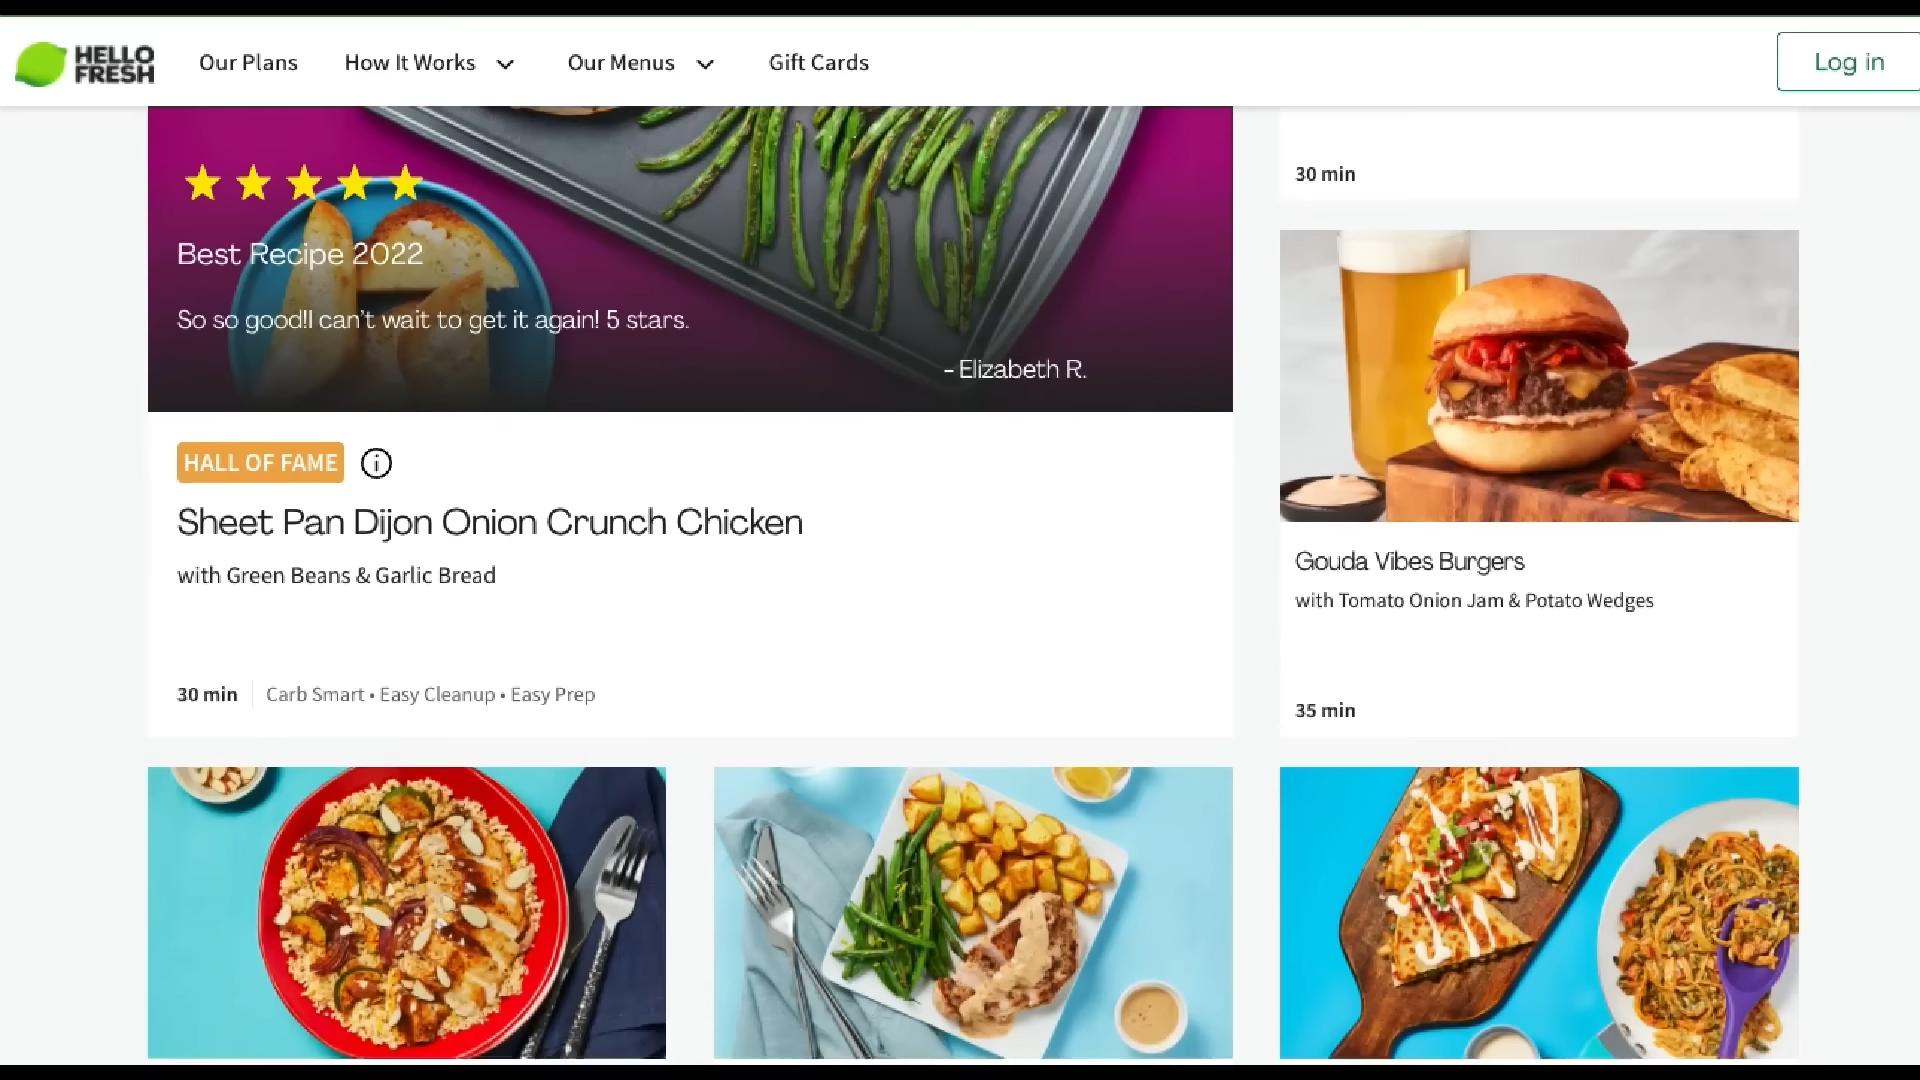 HELLO
FRESH
Our Plans
How It Works
Our Menus
Gift Cards
Log in
Best Recipe 2022
So so good!I can't wait to get it again! 5 stars.
- Elizabeth R.
HALL OF FAME
Sheet Pan Dijon Onion Crunch Chicken
with Green Beans & Garlic Bread
30 min
Carb Smart • Easy Cleanup • Easy Prep
30 min
Gouda Vibes Burgers
with Tomato Onion Jam & Potato Wedges
35 min